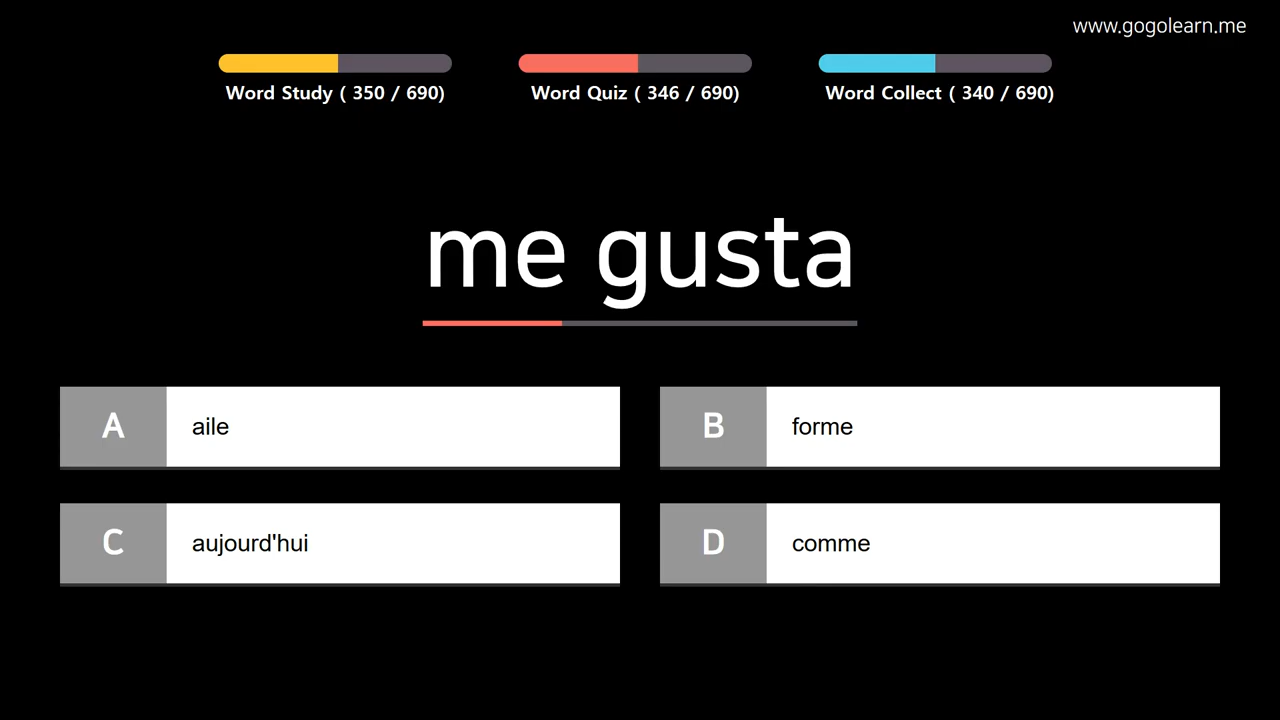 www.gogolearn.me
Word Study ( 350 / 690)
Word Quiz ( 346 / 690)
Word Collect ( 340 / 690)
me gusta
A aile
B forme
C aujourd'hui
D comme